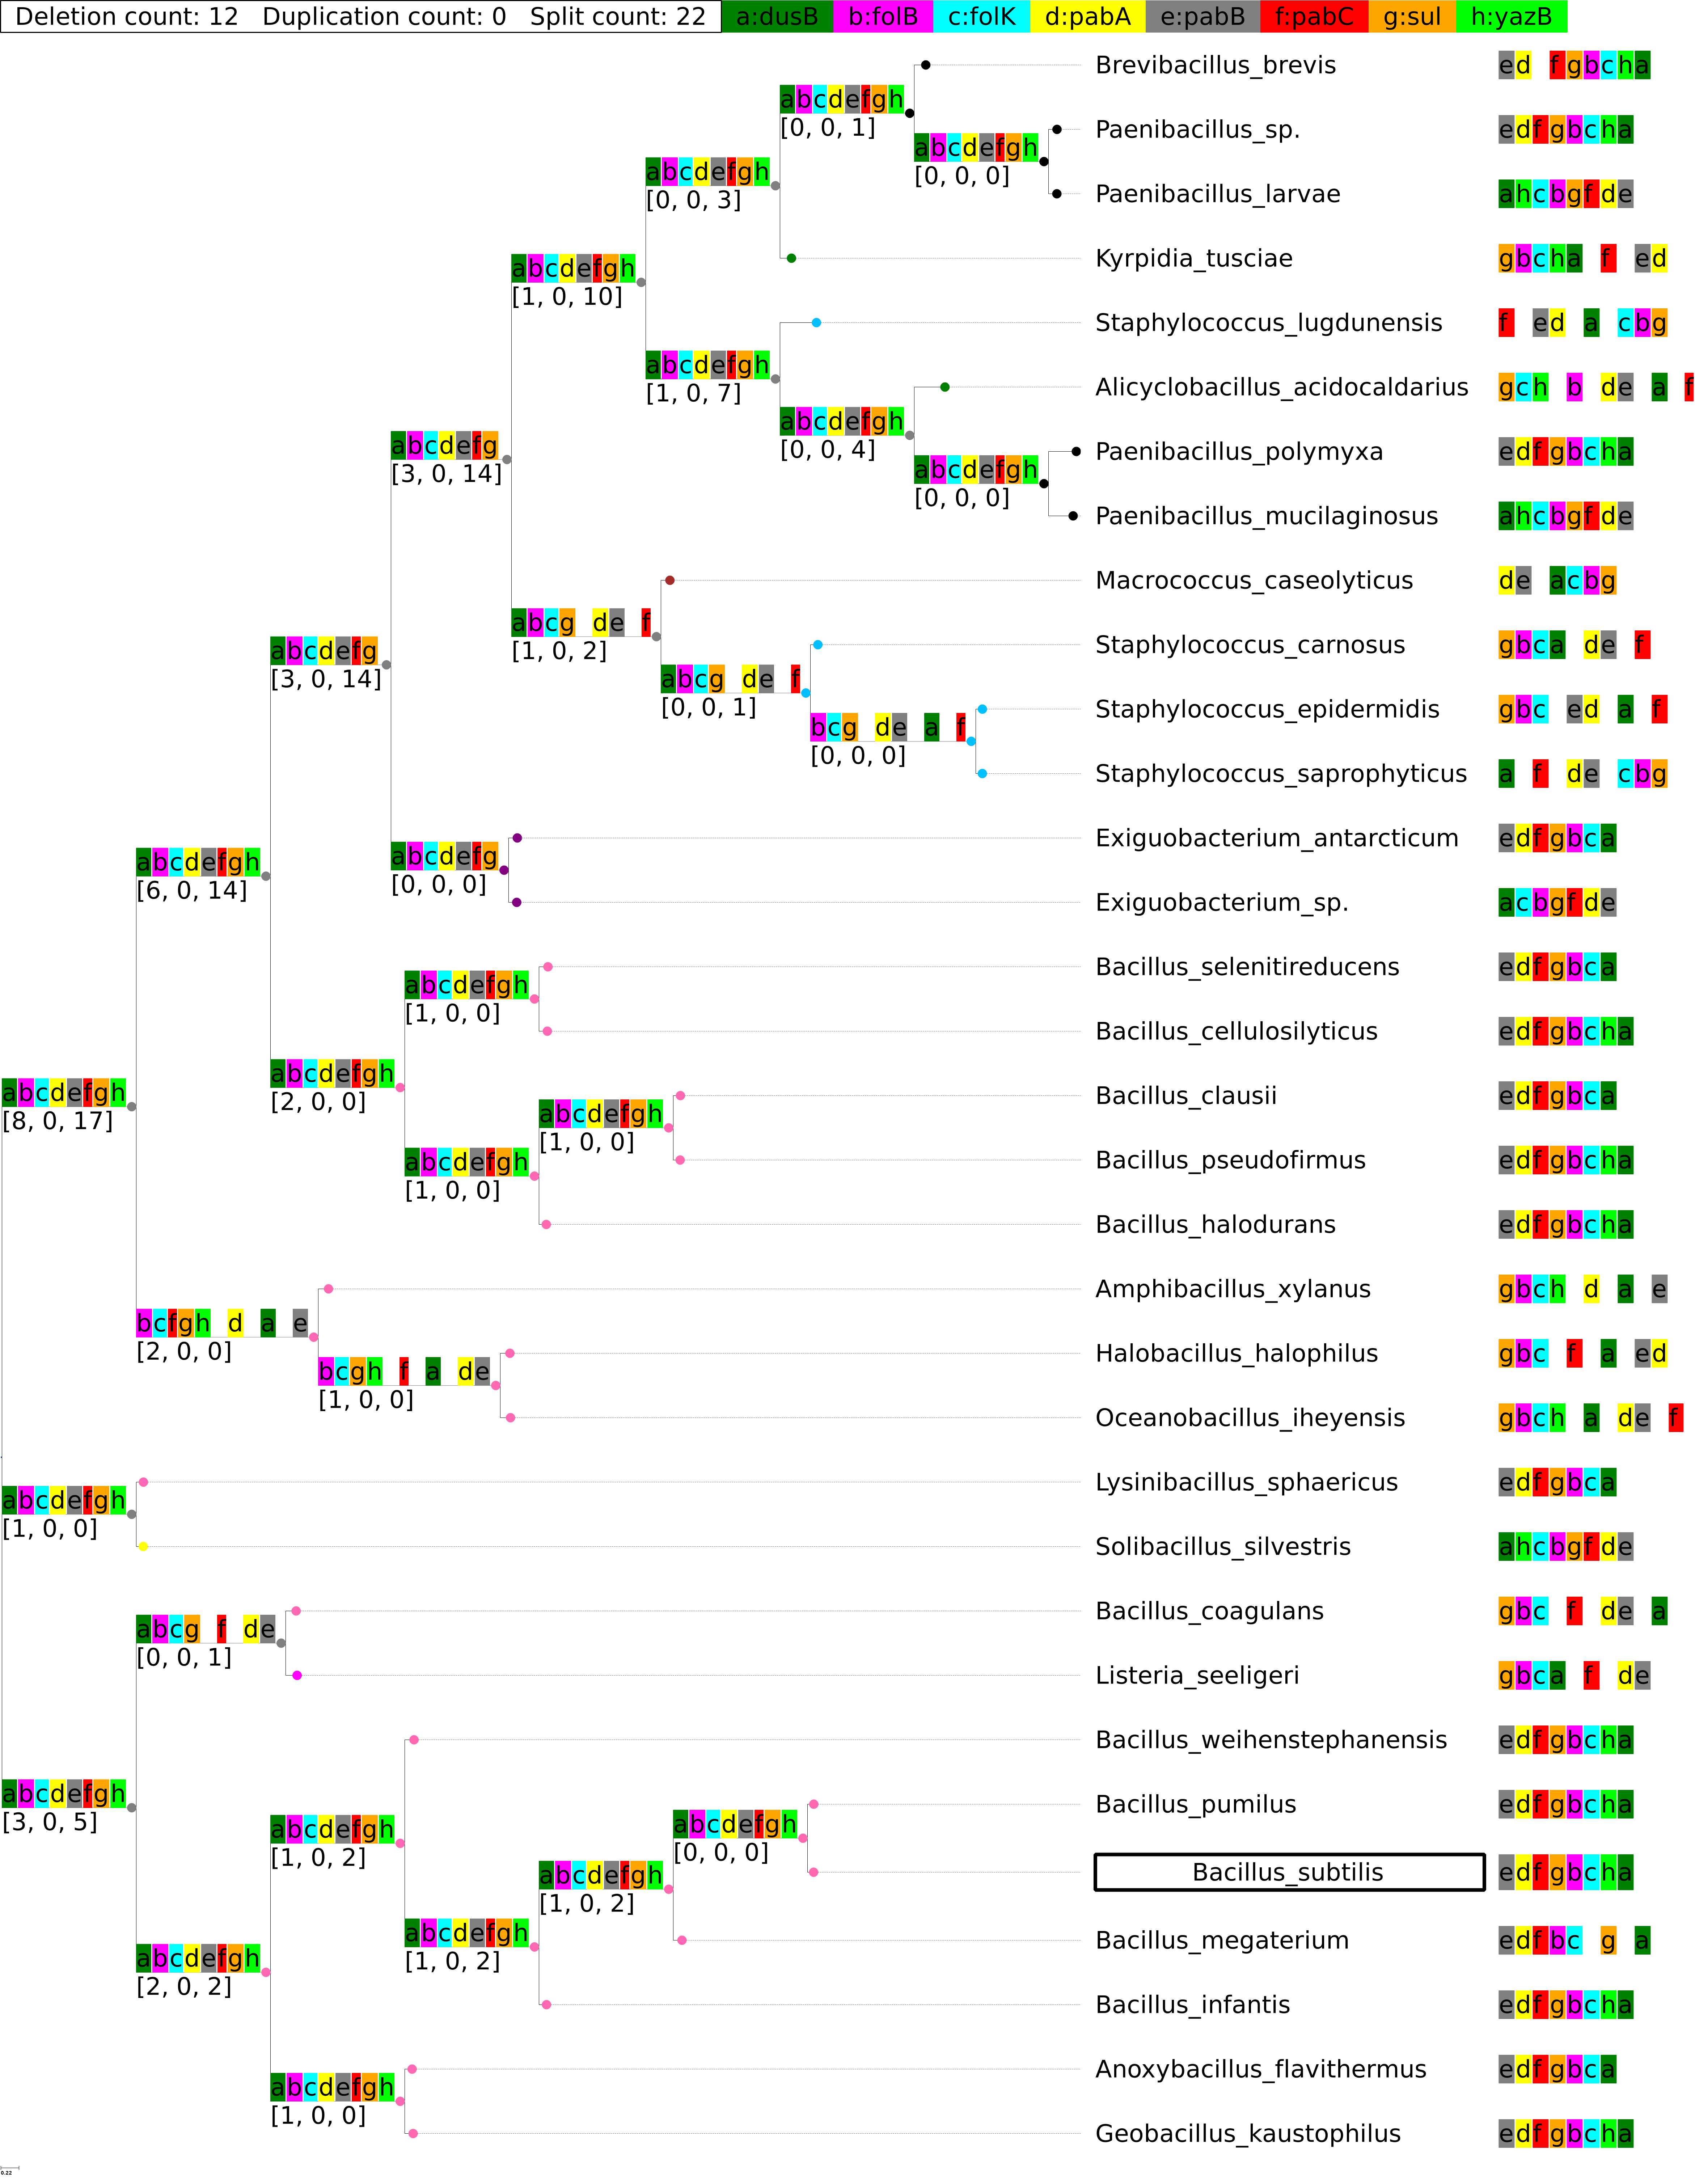 Deletion count: 12 Duplication count: 0 Split count: 22 a:dusB b:folB c:folK d:pabA e:pabB f:pabC g:sul h:yazB
Brevibacillus_brevis ed fgbcha
abcdefgh
[0, 0, 1]
Paenibacillus_sp. edfgbcha
abcdefgh
[0, 0, 0]
abcdefgh
[0, 0, 3]
Paenibacillus_larvae ahcbgfde
Kyrpidia_tusciae gbcha f ed
abcdefgh
[1, 0, 10]
Staphylococcus_lugdunensis f ed a cbg
abcdefgh
[1, 0, 7]
Alicyclobacillus_acidocaldarius gch b de a f
abcdefgh
[0, 0, 4]
abcdefg
[3, 0, 14]
Paenibacillus_polymyxa edfgbcha
abcdefgh
[0, 0, 0]
Paenibacillus_mucilaginosus ahcbgfde
Macrococcus_caseolyticus de acbg
abcg de f
[1, 0, 2]
Staphylococcus_carnosus gbca de f
abcdefg
[3, 0, 14]
abcg de f
[0, 0, 1]
Staphylococcus_epidermidis gbc ed a f
bcg de a f
[0, 0, 0]
Staphylococcus_saprophyticus a f de cbg
Exiguobacterium_antarcticum edfgbca
abcdefg
[0, 0, 0]
abcdefgh
[6, 0, 14]
Exiguobacterium_sp. acbgfde
Bacillus_selenitireducens edfgbca
abcdefgh
[1, 0, 0]
Bacillus_cellulosilyticus edfgbcha
abcdefgh
[2, 0, 0]
abcdefgh
[8, 0, 17]
Bacillus_clausii edfgbca
abcdefgh
[1, 0, 0]
Bacillus_pseudofirmus edfgbcha
abcdefgh
[1, 0, 0]
Bacillus_halodurans edfgbcha
Amphibacillus_xylanus gbch d a e
bcfgh d a e
[2, 0, 0]
Halobacillus_halophilus gbc f a ed
bcgh f a de
[1, 0, 0]
Oceanobacillus_iheyensis gbch a de f
Lysinibacillus_sphaericus edfgbca
abcdefgh
[1, 0, 0]
Solibacillus_silvestris ahcbgfde
Bacillus_coagulans gbc f de a
abcg f de
[0, 0, 1]
Listeria_seeligeri gbca f de
Bacillus_weihenstephanensis edfgbcha
abcdefgh
[3, 0, 5]
Bacillus_pumilus edfgbcha
abcdefgh
[0, 0, 0]
abcdefgh
[1, 0, 2]
Bacillus_subtilis edfgbcha
abcdefgh
[1, 0, 2]
Bacillus_megaterium edfbc g a
abcdefgh
[1, 0, 2]
abcdefgh
[2, 0, 2]
Bacillus_infantis edfgbcha
Anoxybacillus_flavithermus edfgbca
abcdefgh
[1, 0, 0]
Geobacillus_kaustophilus edfgbcha
0.22